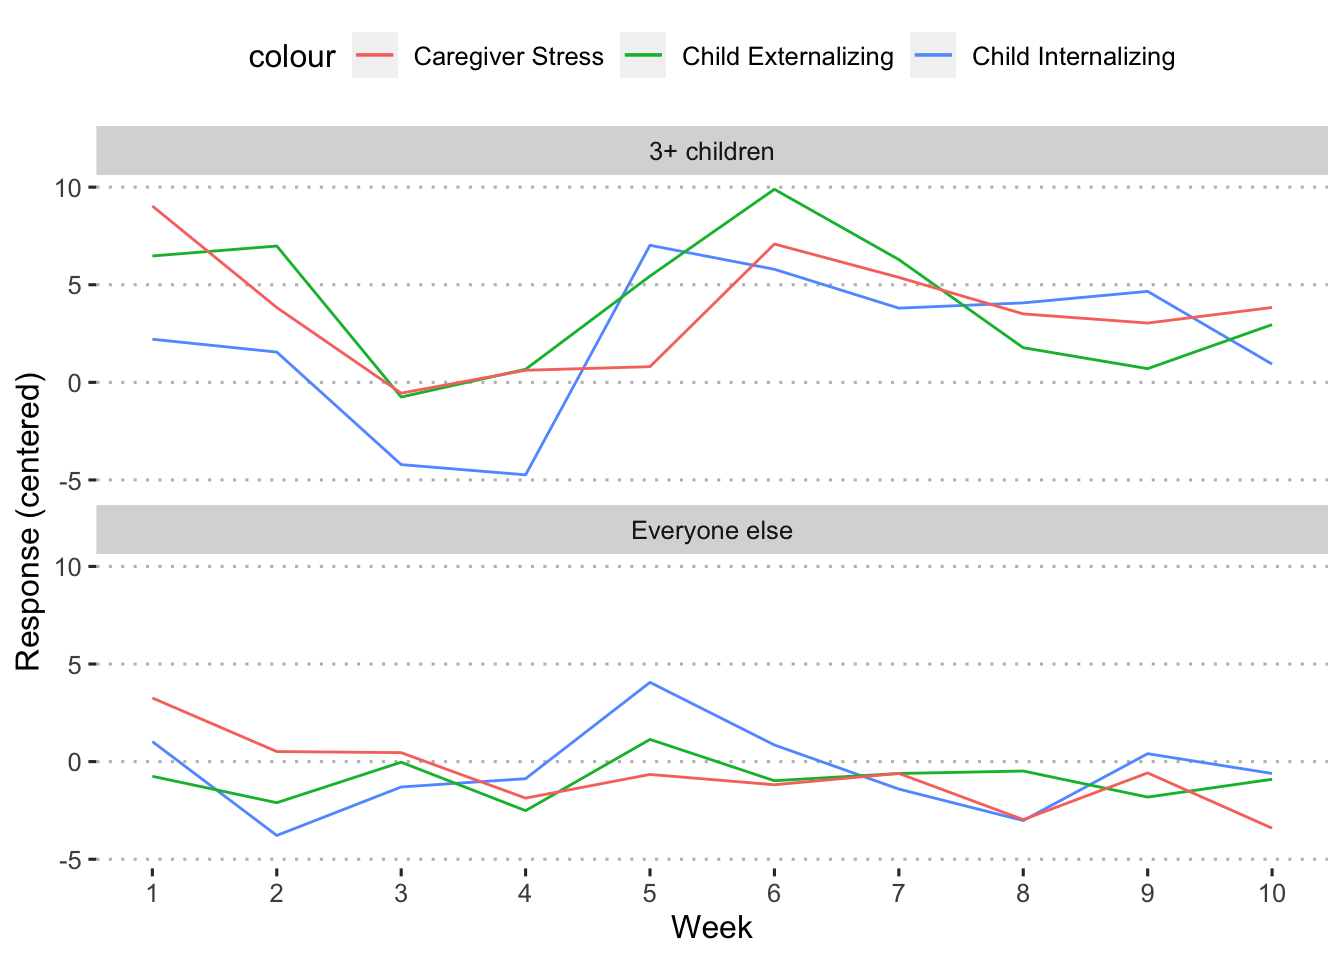 colour Caregiver Stress Child Externalizing Child Internalizing
3+ children
10
5
0
-5
Everyone else
10
5
0
-5
1 2 3 4 5 6 7 8 9 10
Week
Response (centered)